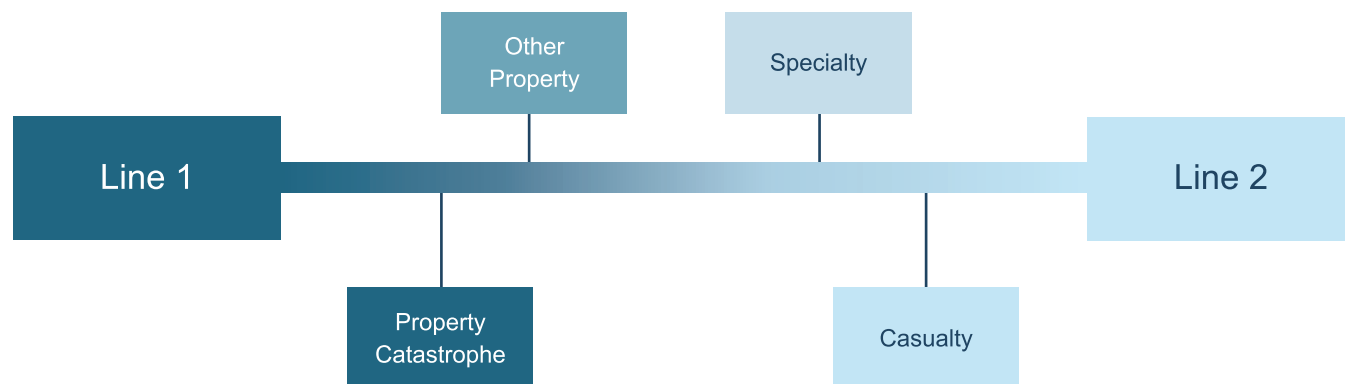 Other
Property
Specialty
Line 1
Line 2
Property
Catastrophe
Casualty